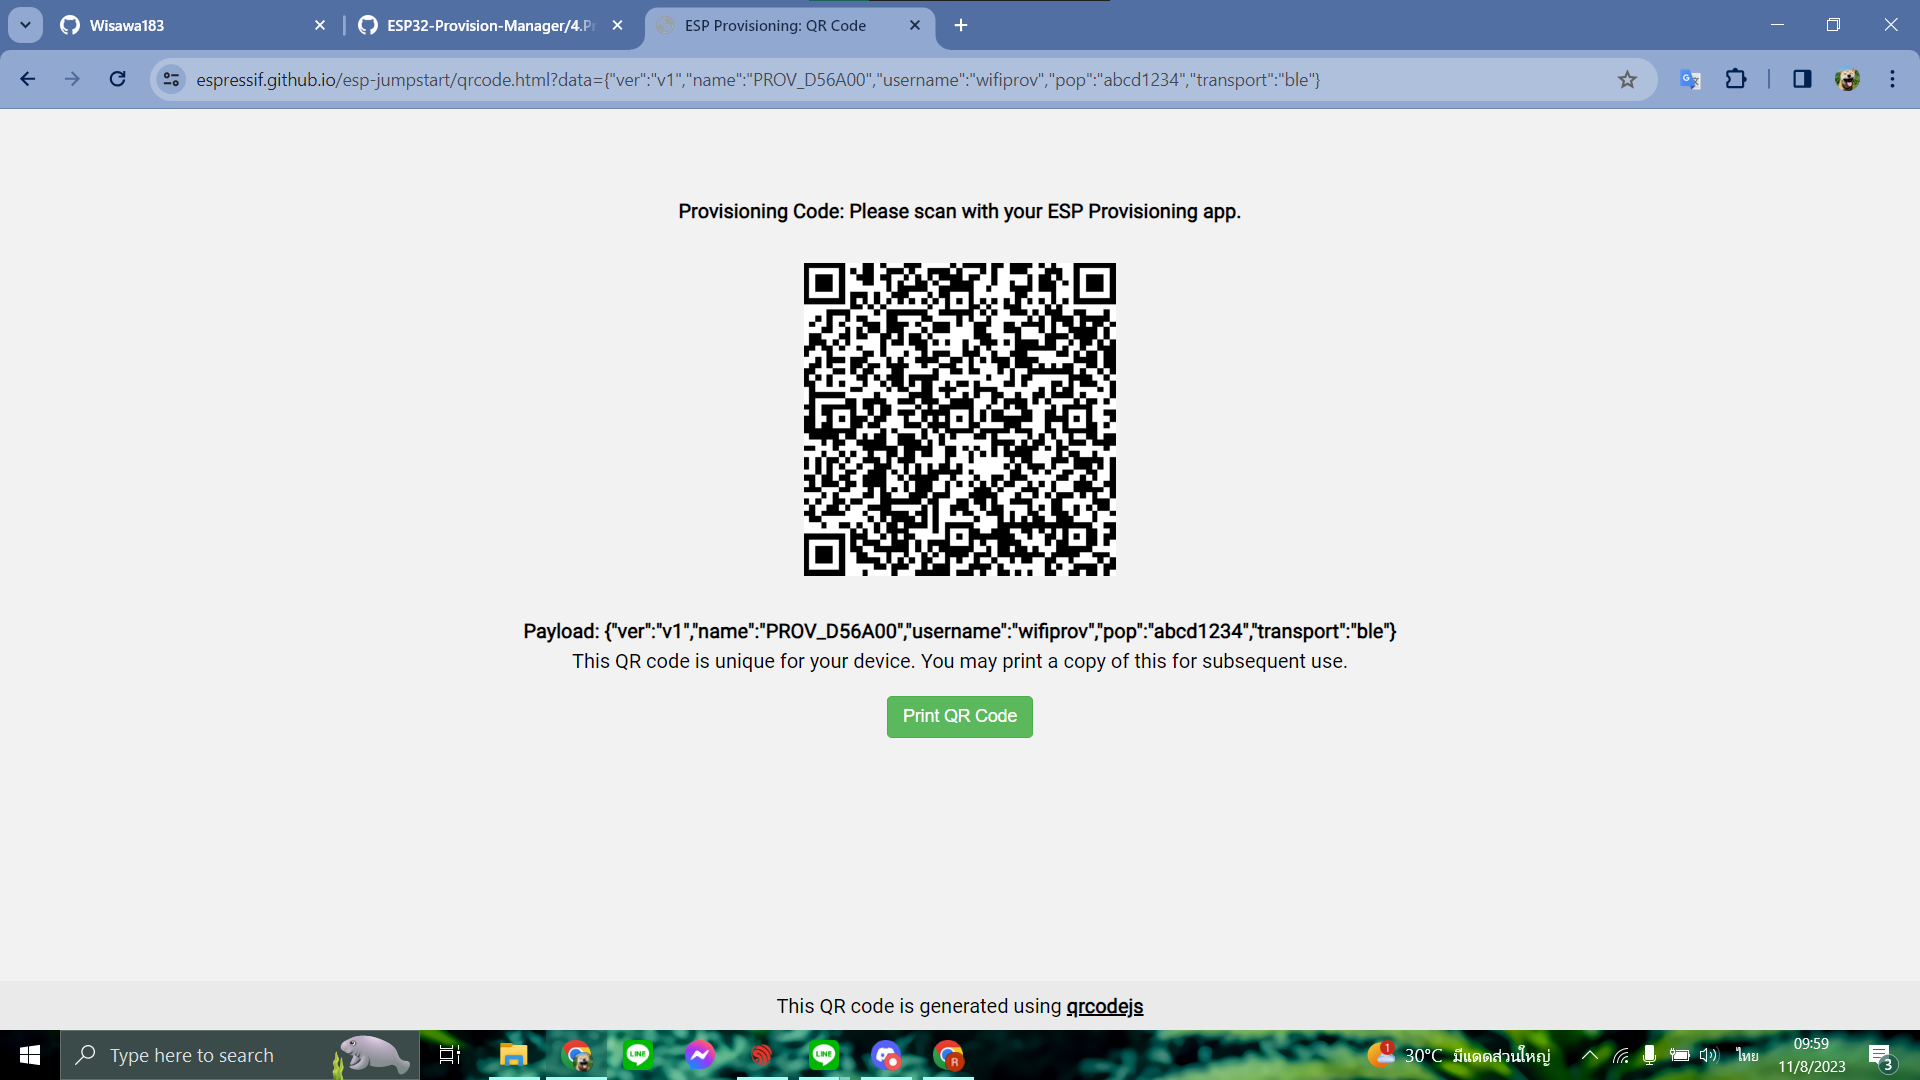 Wisawa183
ESP32-Provision-Manager/4.Pr
ESP Provisioning: QR Code
espressif.github.io/esp-jumpstart/qrcode.html?data={"ver":"v1","name":"PROV_D56A00","username":"wifiprov","pop":"abcd1234","transport":"ble"}
Provisioning Code: Please scan with your ESP Provisioning app.
Payload: {"ver":"v1","name":"PROV_D56A00","username":"wifiprov","pop":"abcd1234","transport":"ble"}
This QR code is unique for your device. You may print a copy of this for subsequent use.
Print QR Code
This QR code is generated using qrcodejs
Type here to search
LINE
LINE
R
1
30°C มีแดดส่วนใหญ่
ไทย
09:59
11/8/2023
3